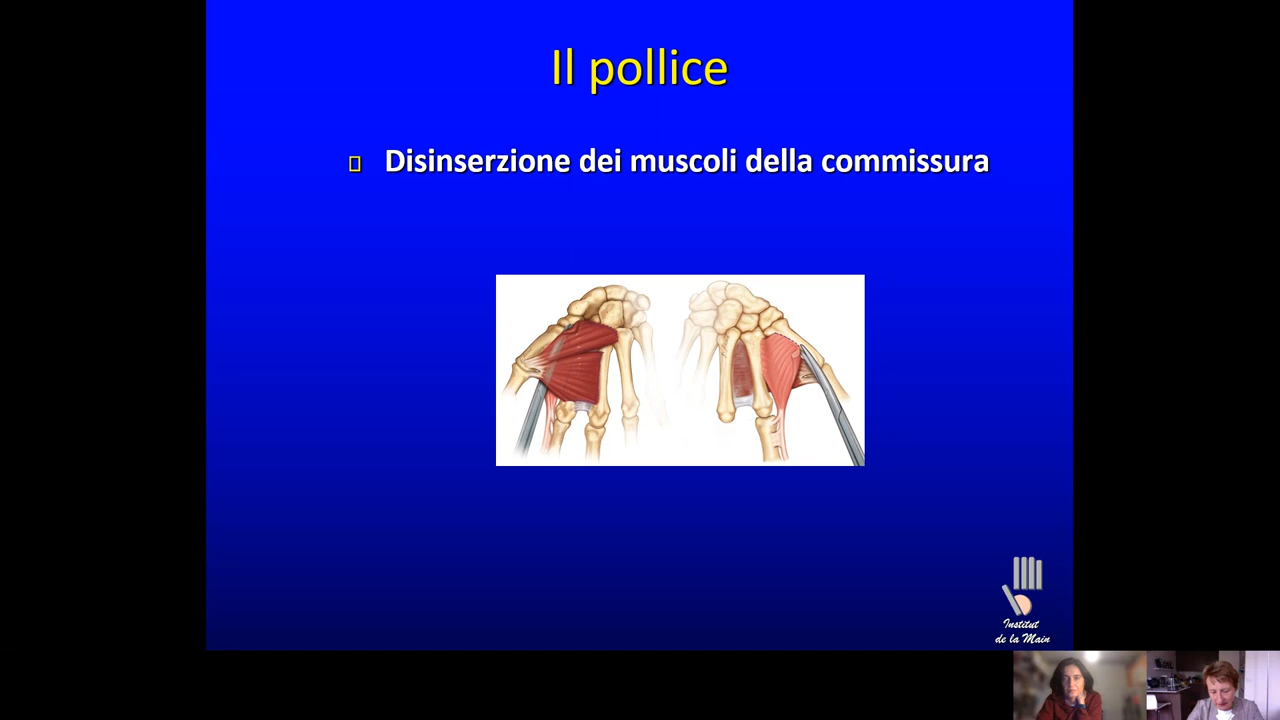 Il pollice
Disinserzione dei muscoli della commissura
Institut
de la Main